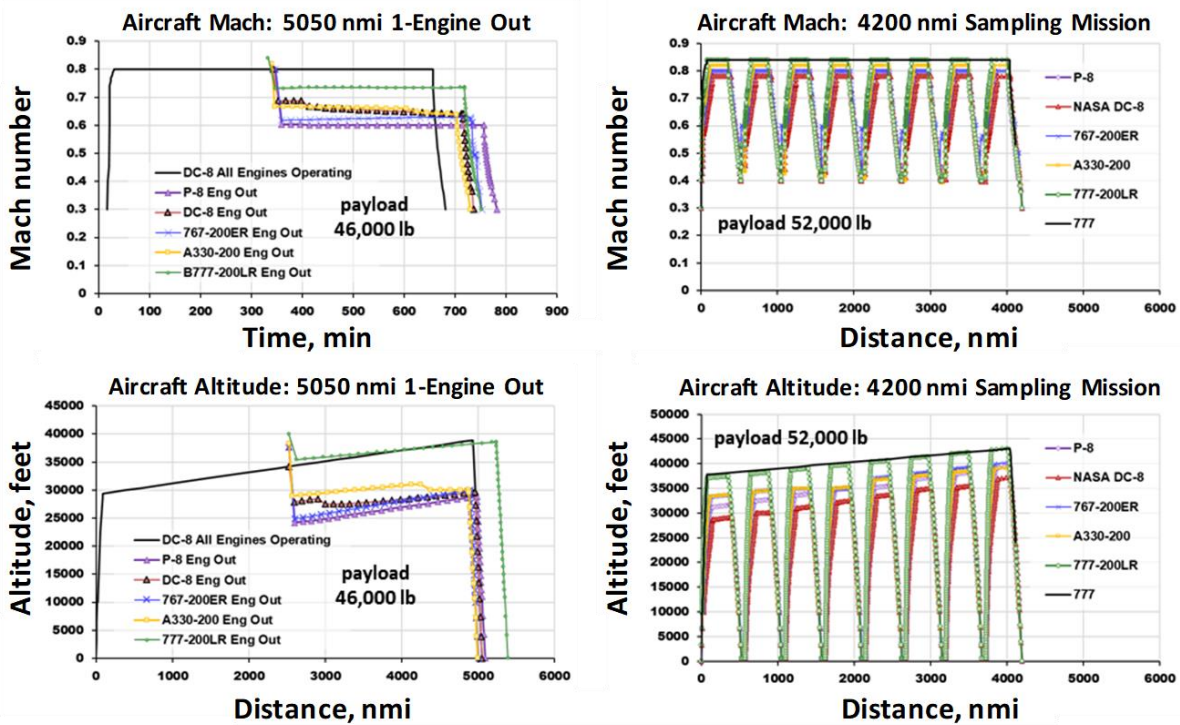 Aircraft Mach: 5050 nmi 1-Engine Out
Mach number
0.9
0.8
0.7
0.6
0.5
0.4
0.3
0.2
0.1
0
DC-8 All Engines Operating
P-8 Eng Out
DC-8 Eng Out
767-200ER Eng Out
A330-200 Eng Out
B777-200LR Eng Out
payload
46,000 lb
0 100 200 300 400 500 600 700 800 900
Time, min
Aircraft Mach: 4200 nmi Sampling Mission
Mach number
0.9
0.8
0.7
0.6
0.5
0.4
0.3
0.2
0.1
0
payload 52,000 lb
P-8
NASA DC-8
767-200ER
A330-200
777-200LR
777
0 1000 2000 3000 4000 5000 6000
Distance, nmi
Aircraft Altitude: 5050 nmi 1-Engine Out
Altitude, feet
45000
40000
35000
30000
25000
20000
15000
10000
5000
0
DC-8 All Engines Operating
P-8 Eng Out
DC-8 Eng Out
767-200ER Eng Out
A330-200 Eng Out
777-200LR Eng Out
payload
46,000 lb
0 1000 2000 3000 4000 5000 6000
Distance, nmi
Aircraft Altitude: 4200 nmi Sampling Mission
Altitude, feet
50000
45000
40000
35000
30000
25000
20000
15000
10000
5000
0
payload 52,000 lb
P-8
NASA DC-8
767-200ER
A330-200
777-200LR
777
0 1000 2000 3000 4000 5000 6000
Distance, nmi